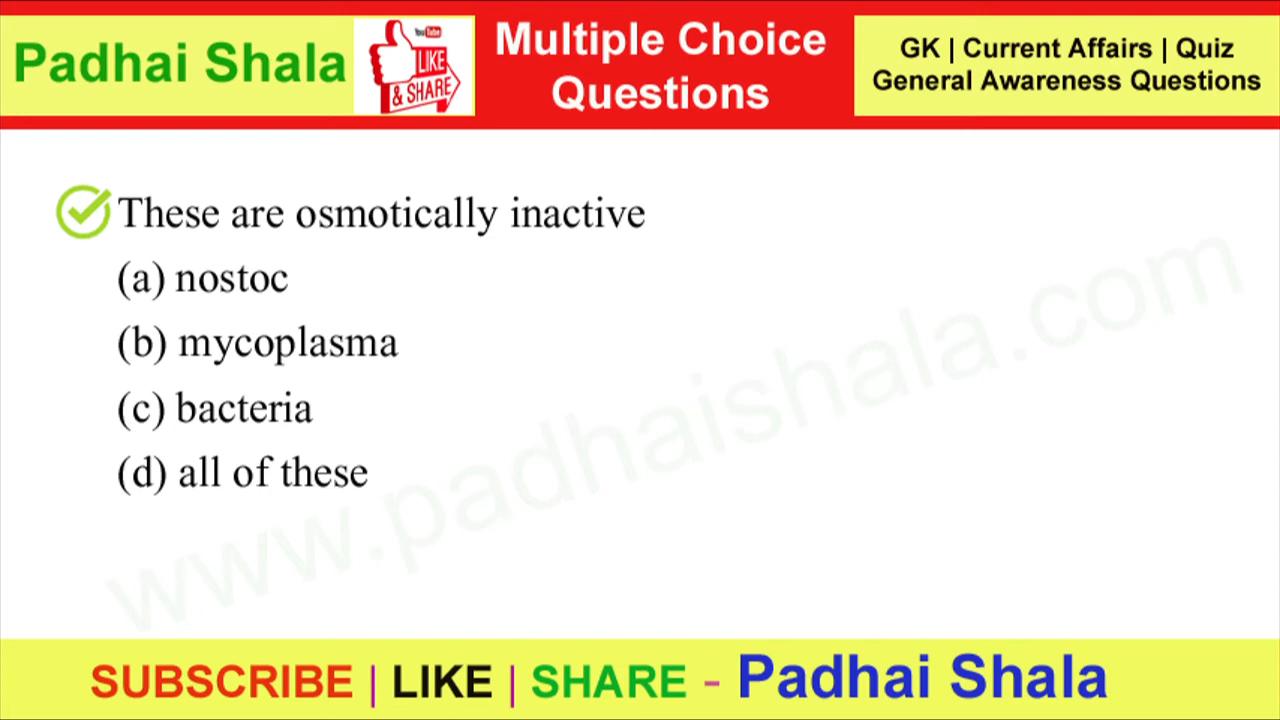 Padhai Shala
YouTube
LIKE
& SHARE
Multiple Choice
Questions
GK | Current Affairs | Quiz
General Awareness Questions
These are osmotically inactive
(a) nostoc
(b) mycoplasma
(c) bacteria
(d) all of these
www.padhaishala.com
SUBSCRIBE | LIKE | SHARE - Padhai Shala